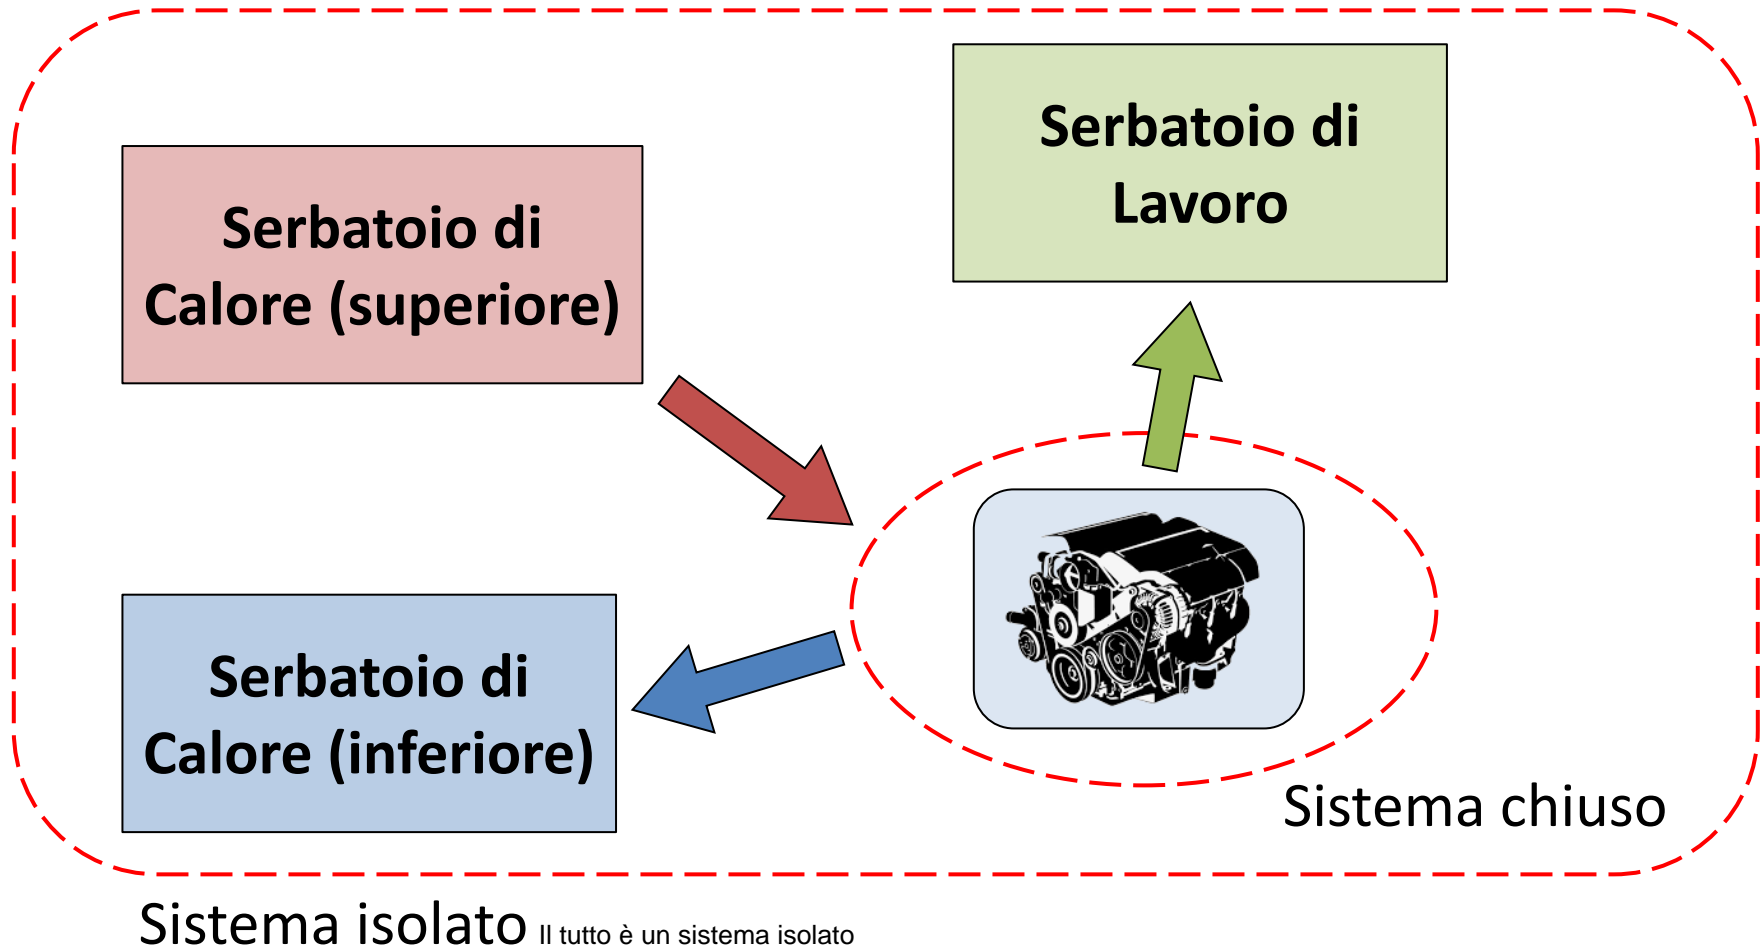 Serbatoio di
Lavoro
Serbatoio di
Calore (superiore)
Serbatoio di
Calore (inferiore)
Sistema chiuso
Sistema isolato Il tutto è un sistema isolato